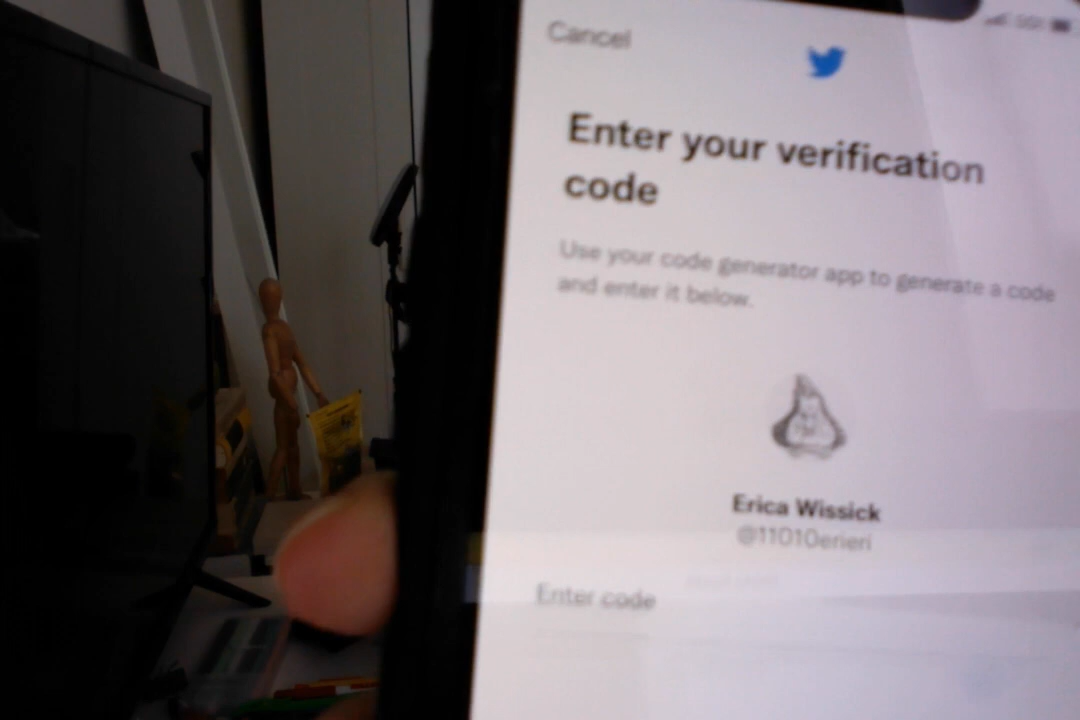 Cancel
Enter your verification
code
Use your code generator app to generate a code
and enter it below.
Erica Wissick
@11010erieri
Enter code